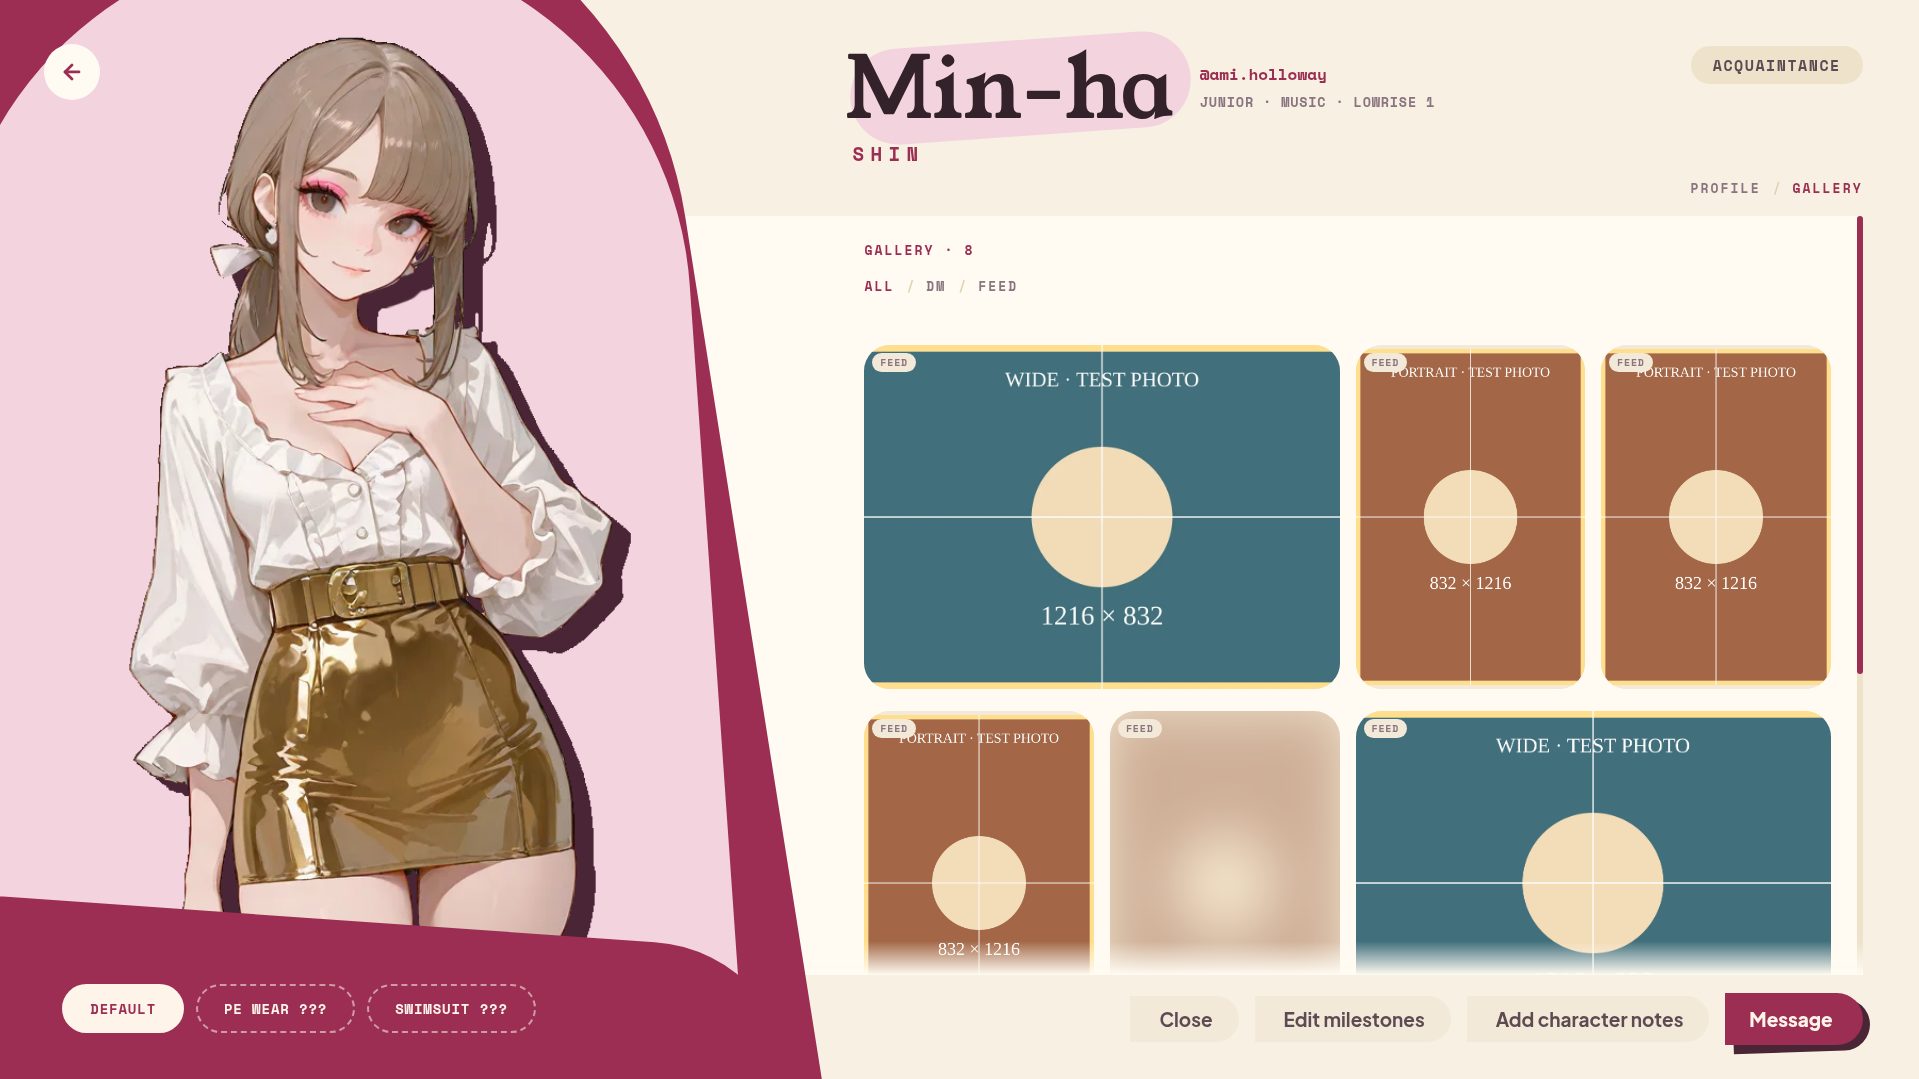 Min-ha
SHIN
@ami.holloway
JUNIOR · MUSIC · LOWRISE 1
ACQUAINTANCE
PROFILE / GALLERY
GALLERY · 8
ALL / DM / FEED
FEED
WIDE · TEST PHOTO
1216 × 832
FEED
PORTRAIT · TEST PHOTO
832 × 1216
FEED
PORTRAIT · TEST PHOTO
832 × 1216
FEED
PORTRAIT · TEST PHOTO
832 × 1216
FEED
FEED
WIDE · TEST PHOTO
DEFAULT
PE WEAR ???
SWIMSUIT ???
Close
Edit milestones
Add character notes
Message